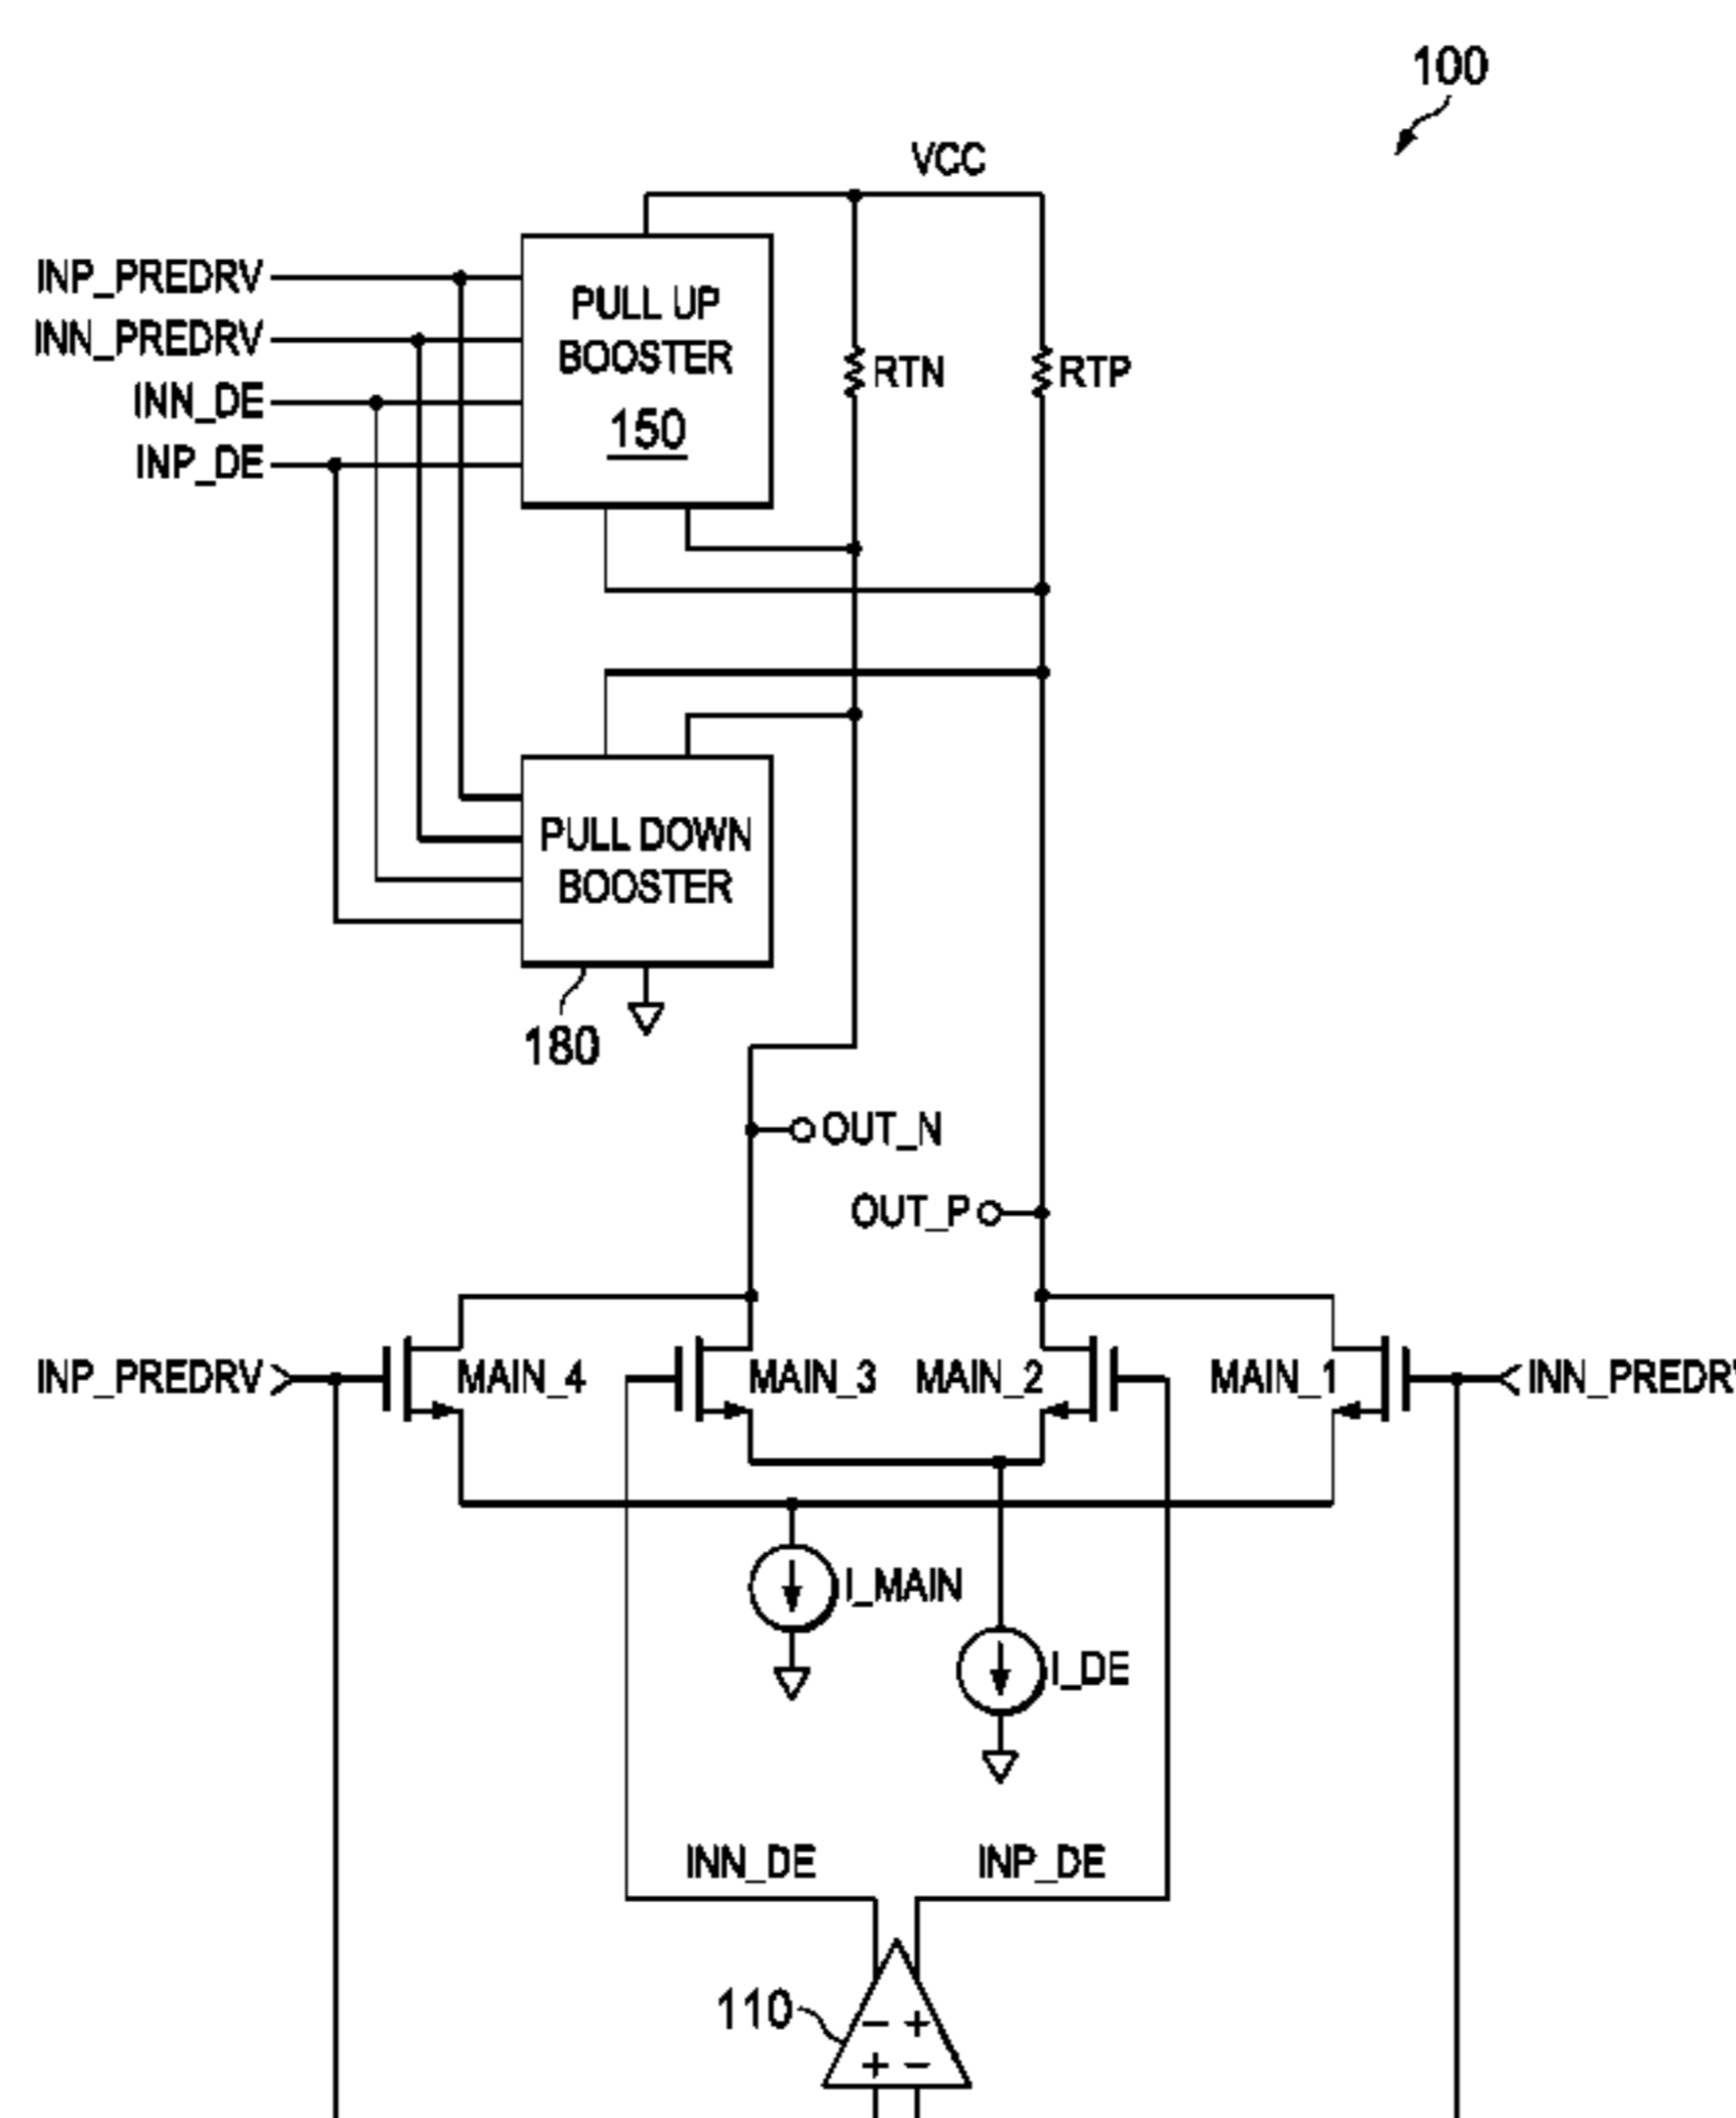 100
VCC
INP_PREDRV
INN_PREDRV
INN_DE
INP_DE
PULL UP
BOOSTER
150
RTN
RTP
PULL DOWN
BOOSTER
180
OUT_N
OUT_P
INP_PREDRV
MAIN_4
MAIN_3
MAIN_2
MAIN_1
INN_PREDRV
I_MAIN
I_DE
INN_DE
INP_DE
110
- +
+ -